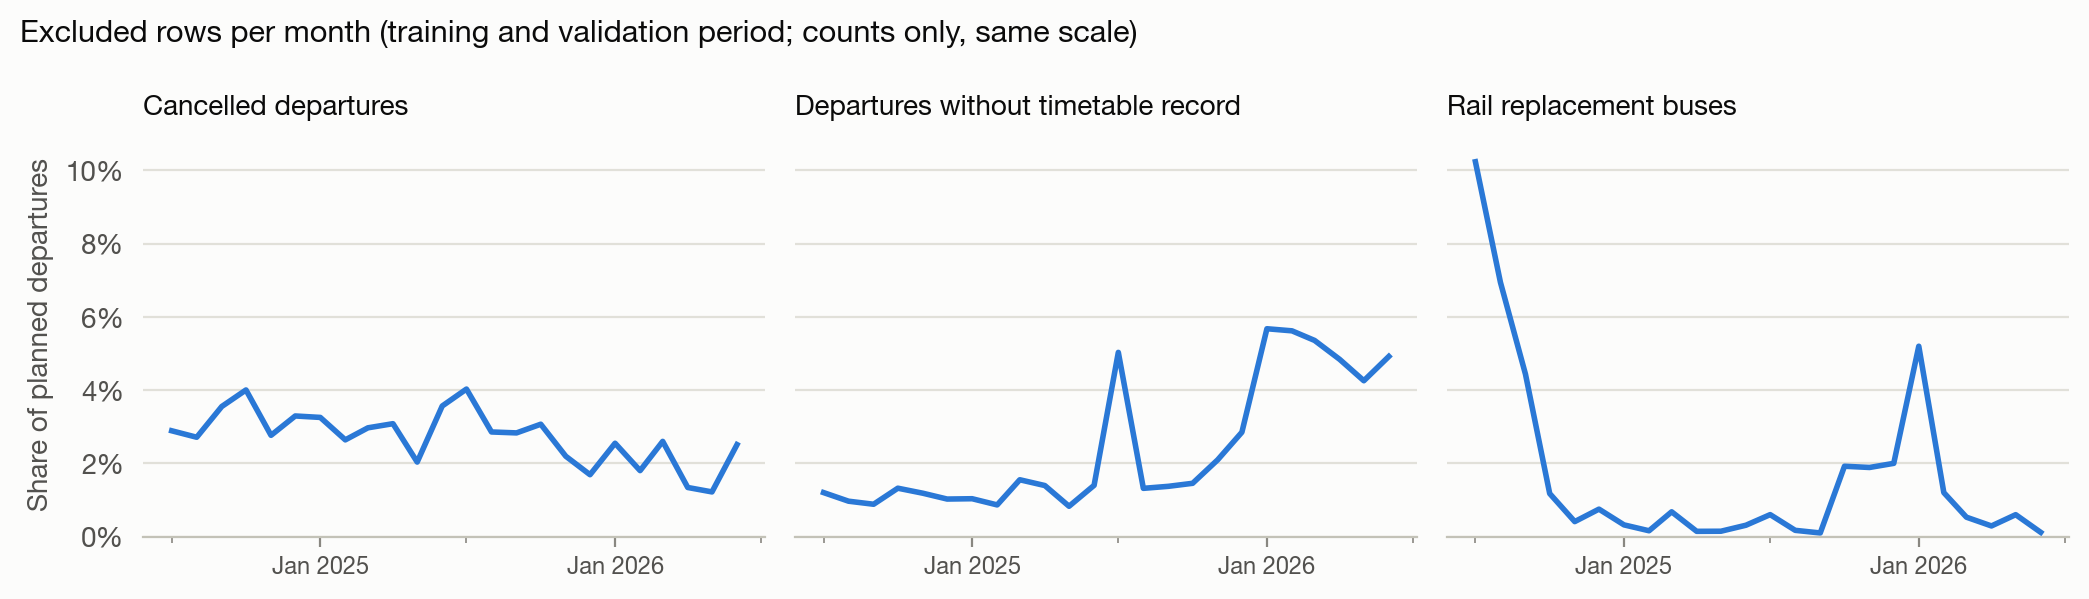 Excluded rows per month (training and validation period; counts only, same scale)
Cancelled departures
Departures without timetable record
Rail replacement buses
Share of planned departures
10%
8%
6%
4%
2%
0%
Jan 2025
Jan 2026
Jan 2025
Jan 2026
Jan 2025
Jan 2026